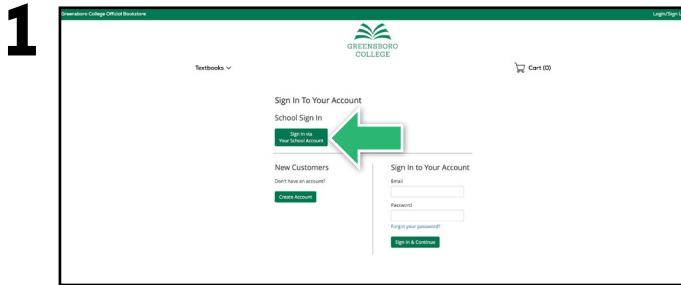 1
Greensboro College Official Bookstore
Login/Sign U
GREENSBORO
COLLEGE
Textbooks
Cart (0)
Sign In To Your Account
School Sign In
Sign In via
Your School Account
New Customers
Don't have an account?
Create Account
Sign In to Your Account
Email
Password
Forgot your password?
Sign In & Continue